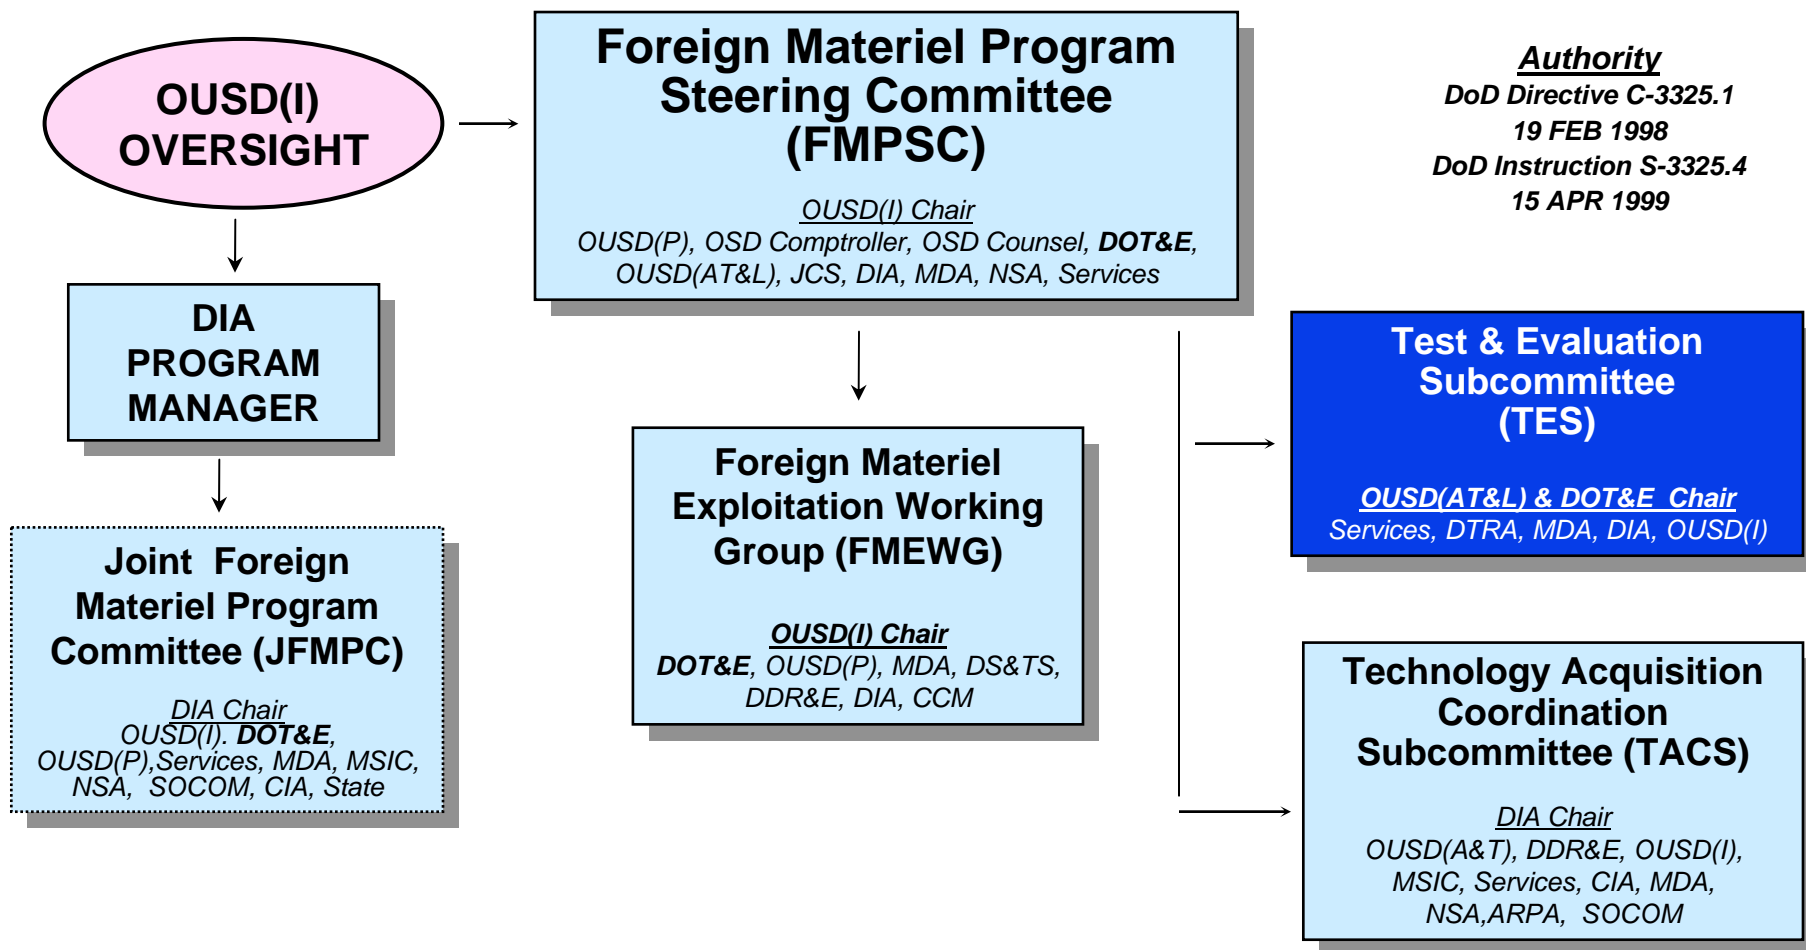 OUSD(I)
OVERSIGHT
Foreign Materiel Program
Steering Committee
(FMPSC)
OUSD(I) Chair
OUSD(P), OSD Comptroller, OSD Counsel, DOT&E,
OUSD(AT&L), JCS, DIA, MDA, NSA, Services
Authority
DoD Directive C-3325.1
19 FEB 1998
DoD Instruction S-3325.4
15 APR 1999
DIA
PROGRAM
MANAGER
Joint  Foreign
Materiel Program
Committee (JFMPC)
DIA Chair
OUSD(I). DOT&E,
OUSD(P),Services, MDA, MSIC,
NSA,  SOCOM, CIA, State
Foreign Materiel
Exploitation Working
Group (FMEWG)
OUSD(I) Chair
DOT&E, OUSD(P), MDA, DS&TS,
DDR&E, DIA, CCM
Test & Evaluation
Subcommittee
(TES)
OUSD(AT&L) & DOT&E  Chair
Services, DTRA, MDA, DIA, OUSD(I)
Technology Acquisition
Coordination
Subcommittee (TACS)
DIA Chair
OUSD(A&T), DDR&E, OUSD(I),
MSIC, Services, CIA, MDA,
NSA,ARPA,  SOCOM